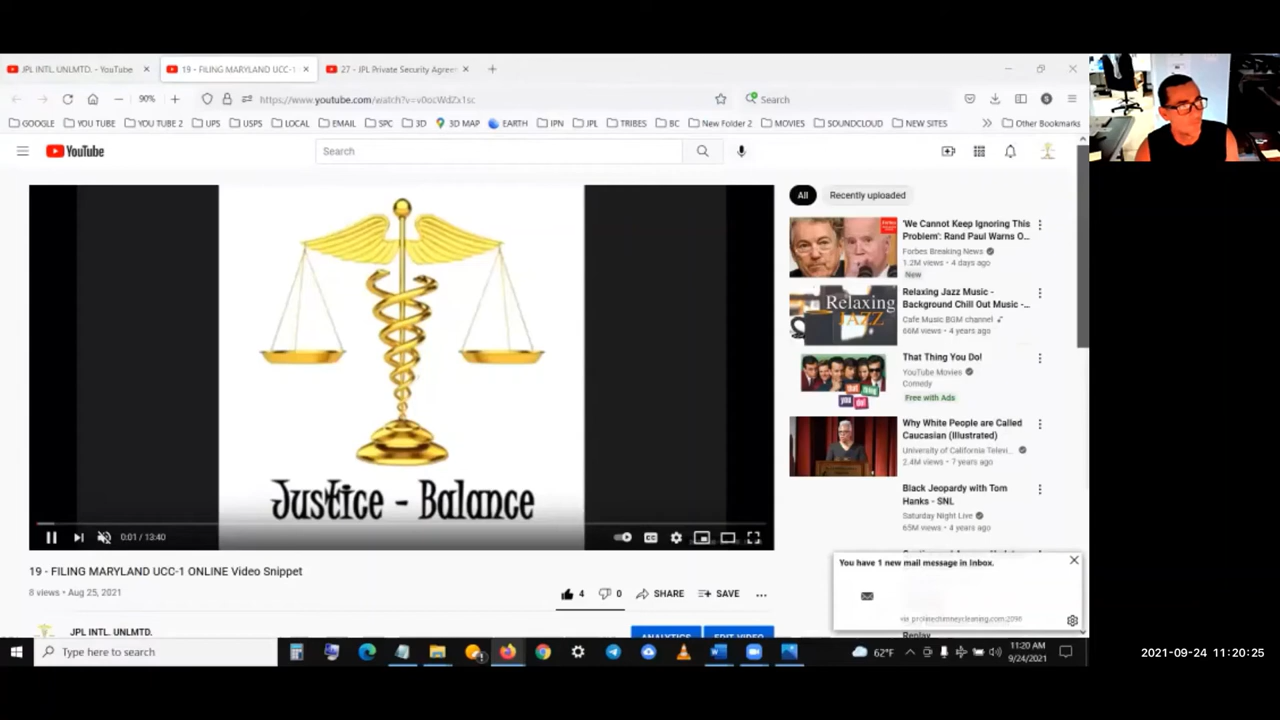 JPL INTL. UNLMTD. - YouTube
19 - FILING MARYLAND UCC-1
27 - JPL Private Security Agree
90%
https://www.youtube.com/watch?v=v0ocWdZx1sc
Search
GOOGLE YOU TUBE YOU TUBE 2 UPS USPS LOCAL EMAIL SPC 3D 3D MAP EARTH IPN JPL TRIBES BC New Folder 2 MOVIES SOUNDCLOUD NEW SITES Other Bookmarks
YouTube
Search
Justice - Balance
0:01 / 13:40
19 - FILING MARYLAND UCC-1 ONLINE Video Snippet
8 views • Aug 25, 2021
4 0 SHARE SAVE
JPL INTL. UNLMTD.
ANALYTICS EDIT VIDEO
All Recently uploaded
'We Cannot Keep Ignoring This
Problem': Rand Paul Warns O...
Forbes Breaking News
1.2M views • 4 days ago
New
Relaxing
JAZZ
Relaxing Jazz Music -
Background Chill Out Music -...
Cafe Music BGM channel
66M views • 4 years ago
that
thing
you
do!
That Thing You Do!
YouTube Movies
Comedy
Free with Ads
Why White People are Called
Caucasian (Illustrated)
University of California Televi...
2.4M views • 7 years ago
Black Jeopardy with Tom
Hanks - SNL
Saturday Night Live
65M views • 4 years ago
You have 1 new mail message in Inbox.
Replay
Type here to search
62°F
11:20 AM
9/24/2021
2021-09-24 11:20:25